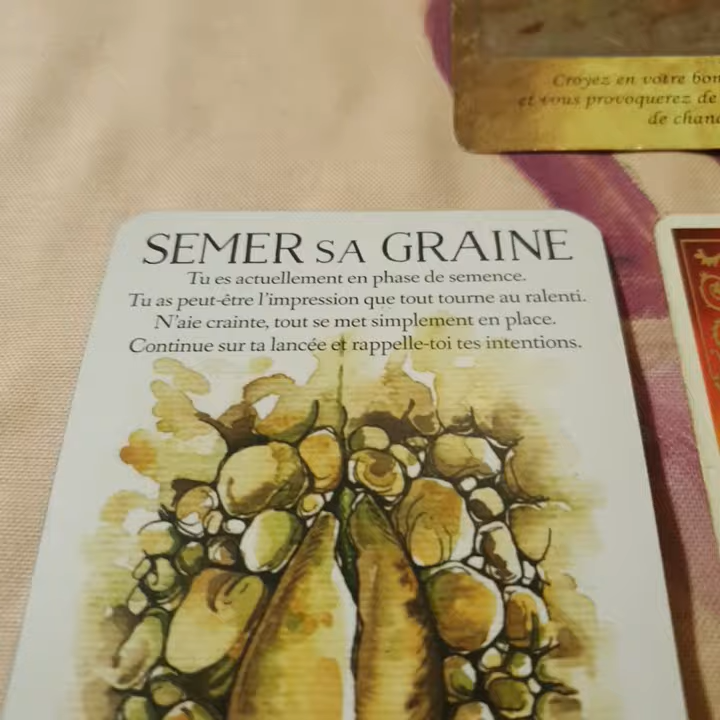 Croyez en votre
et vous provoquerez de
de
SEMER SA GRAINE
Tu es actuellement en phase de semence.
Tu as peut-être l'impression que tout tourne au ralenti.
N'aie crainte, tout se met simplement en place.
Continue sur ta lancée et rappelle-toi tes intentions.